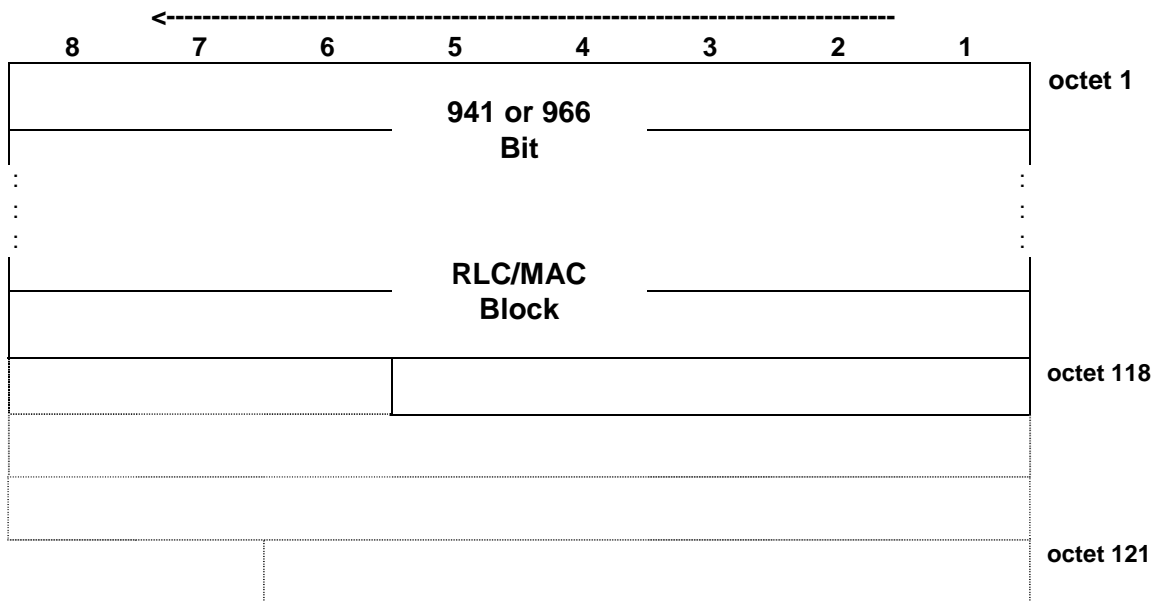 <--------------------------------------------------------------------------
8 7 6 5 4 3 2 1
octet 1
941 or 966
Bit
: :
: :
: :
RLC/MAC
Block
octet 118
octet 121